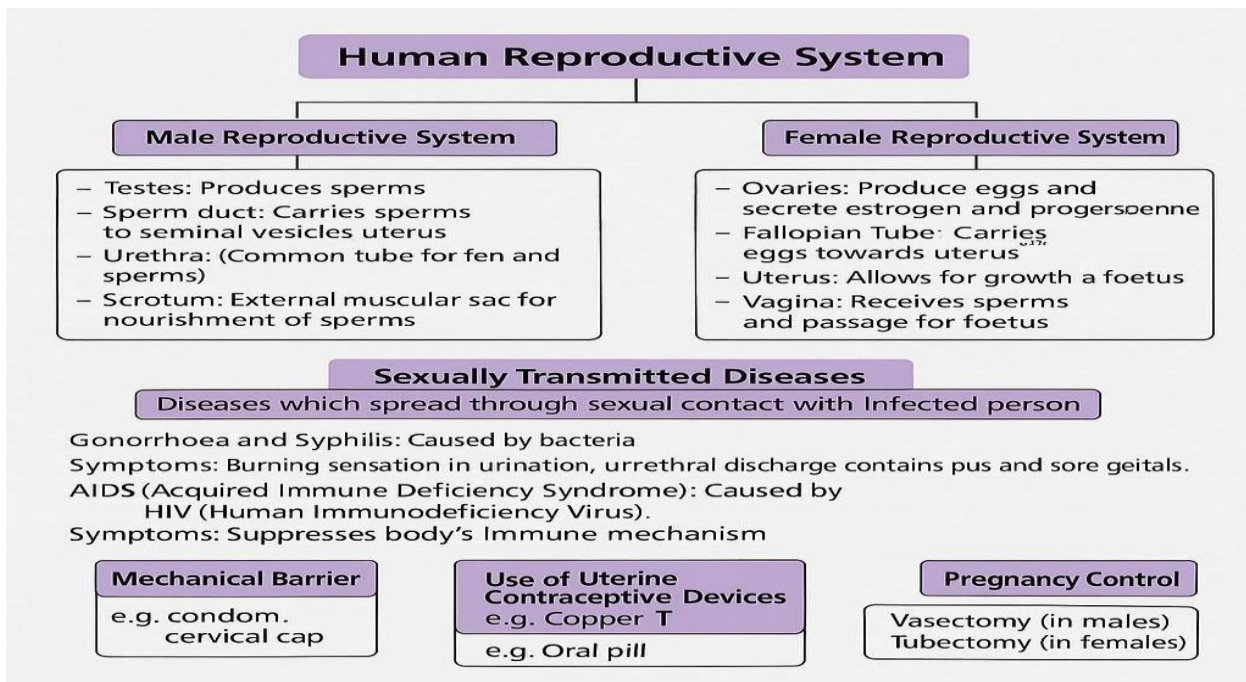 Human Reproductive System
Male Reproductive System
– Testes: Produces sperms
– Sperm duct: Carries sperms
to seminal vesicles uterus
– Urethra: (Common tube for fen and
sperms)
– Scrotum: External muscular sac for
nourishment of sperms
Female Reproductive System
– Ovaries: Produce eggs and
secrete estrogen and progersoenne
– Fallopian Tube: Carries
eggs towards uterus
– Uterus: Allows for growth a foetus
– Vagina: Receives sperms
and passage for foetus
Sexually Transmitted Diseases
Diseases which spread through sexual contact with Infected person
Gonorrhoea and Syphilis: Caused by bacteria
Symptoms: Burning sensation in urination, urrethral discharge contains pus and sore geitals.
AIDS (Acquired Immune Deficiency Syndrome): Caused by
HIV (Human Immunodeficiency Virus).
Symptoms: Suppresses body's Immune mechanism
Mechanical Barrier
e.g. condom.
cervical cap
Use of Uterine
Contraceptive Devices
e.g. Copper T
e.g. Oral pill
Pregnancy Control
Vasectomy (in males)
Tubectomy (in females)